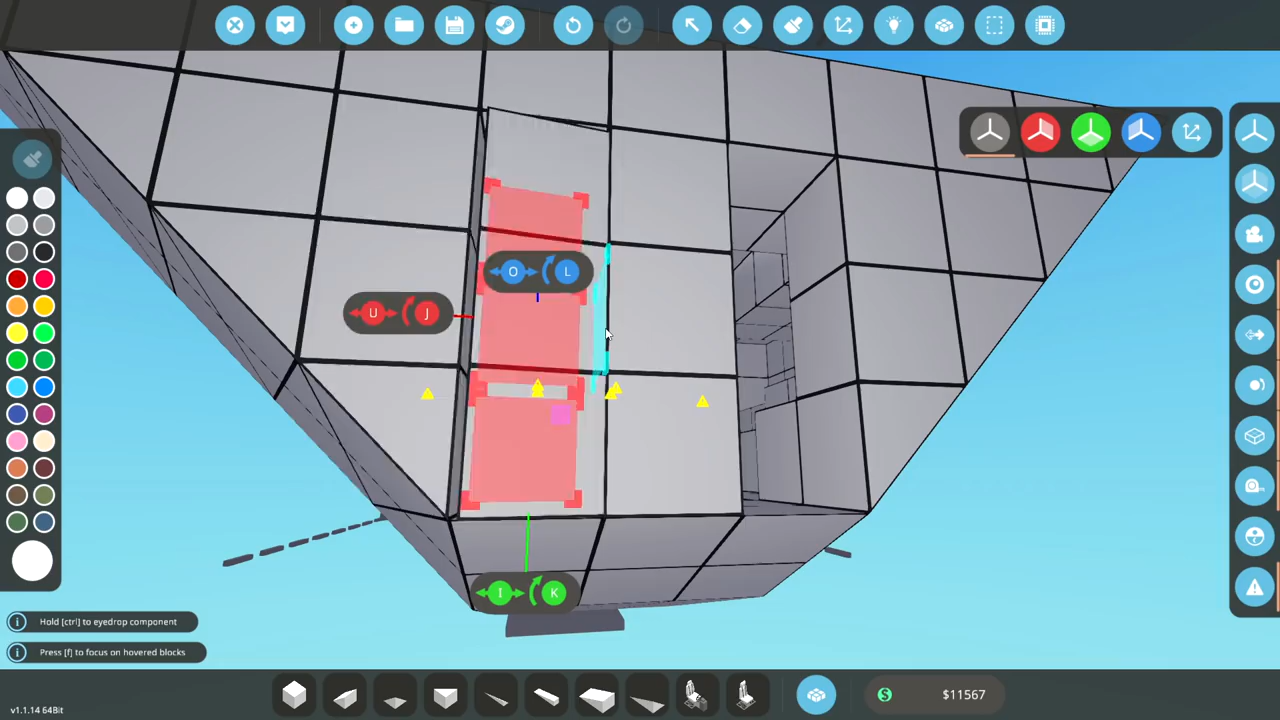 O L
U J
I K
Hold [ctrl] to eyedrop component
Press [f] to focus on hovered blocks
$ $11567
v1.1.14 64Bit